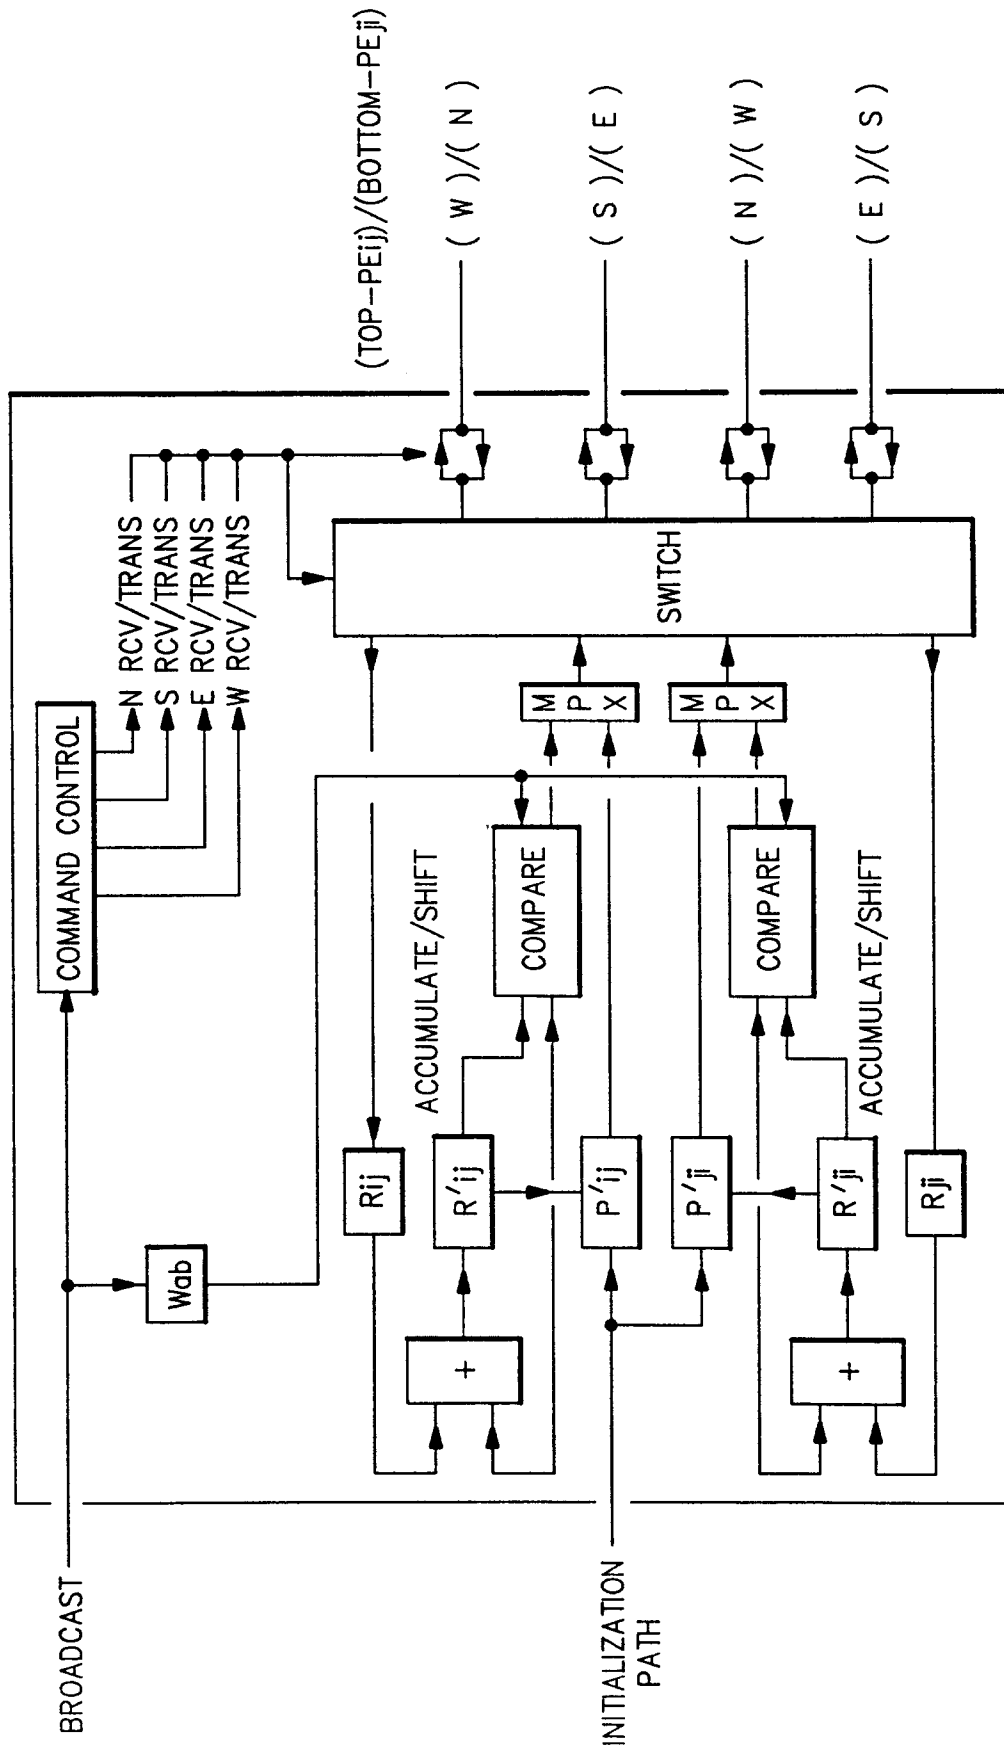 BROADCAST
COMMAND CONTROL
N RCV/TRANS
S RCV/TRANS
E RCV/TRANS
W RCV/TRANS
(TOP-PEij)/(BOTTOM-PEji)
( W )/( N )
( S )/( E )
( N )/( W )
( E )/( S )
Wab
Rij
ACCUMULATE/SHIFT
+
R'ij
COMPARE
MPX
SWITCH
P'ij
INITIALIZATION
PATH
P'ji
MPX
COMPARE
+
R'ji
ACCUMULATE/SHIFT
Rji